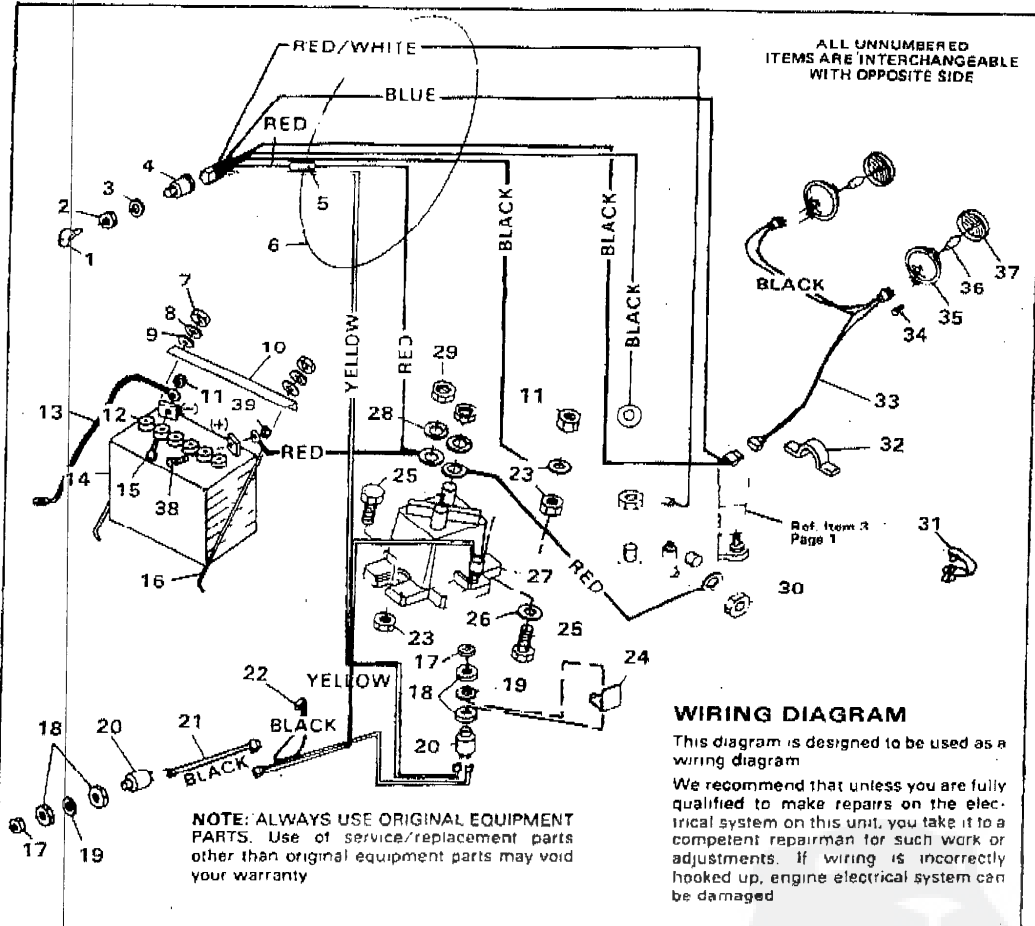 RED/WHITE
ALL UNNUMBERED
ITEMS ARE INTERCHANGEABLE
WITH OPPOSITE SIDE
BLUE
RED
4
3
2
1
5
6
BLACK
BLACK
BLACK
37
36
35
34
33
32
31
7
8
9
10
11
39
(-)
(+)
12
13
14
15
38
16
RED
YELLOW
RED
29
28
25
11
23
27
RED
26
25
23
30
Ref. Item 3
Page 1
17
18
19
20
24
YELLOW
22
BLACK
21
BLACK
20
18
17
19
NOTE: ALWAYS USE ORIGINAL EQUIPMENT
PARTS. Use of service/replacement parts
other than original equipment parts may void
your warranty
WIRING DIAGRAM
This diagram is designed to be used as a
wiring diagram
We recommend that unless you are fully
qualified to make repairs on the elec-
trical system on this unit, you take it to a
competent repairman for such work or
adjustments. If wiring is incorrectly
hooked up, engine electrical system can
be damaged